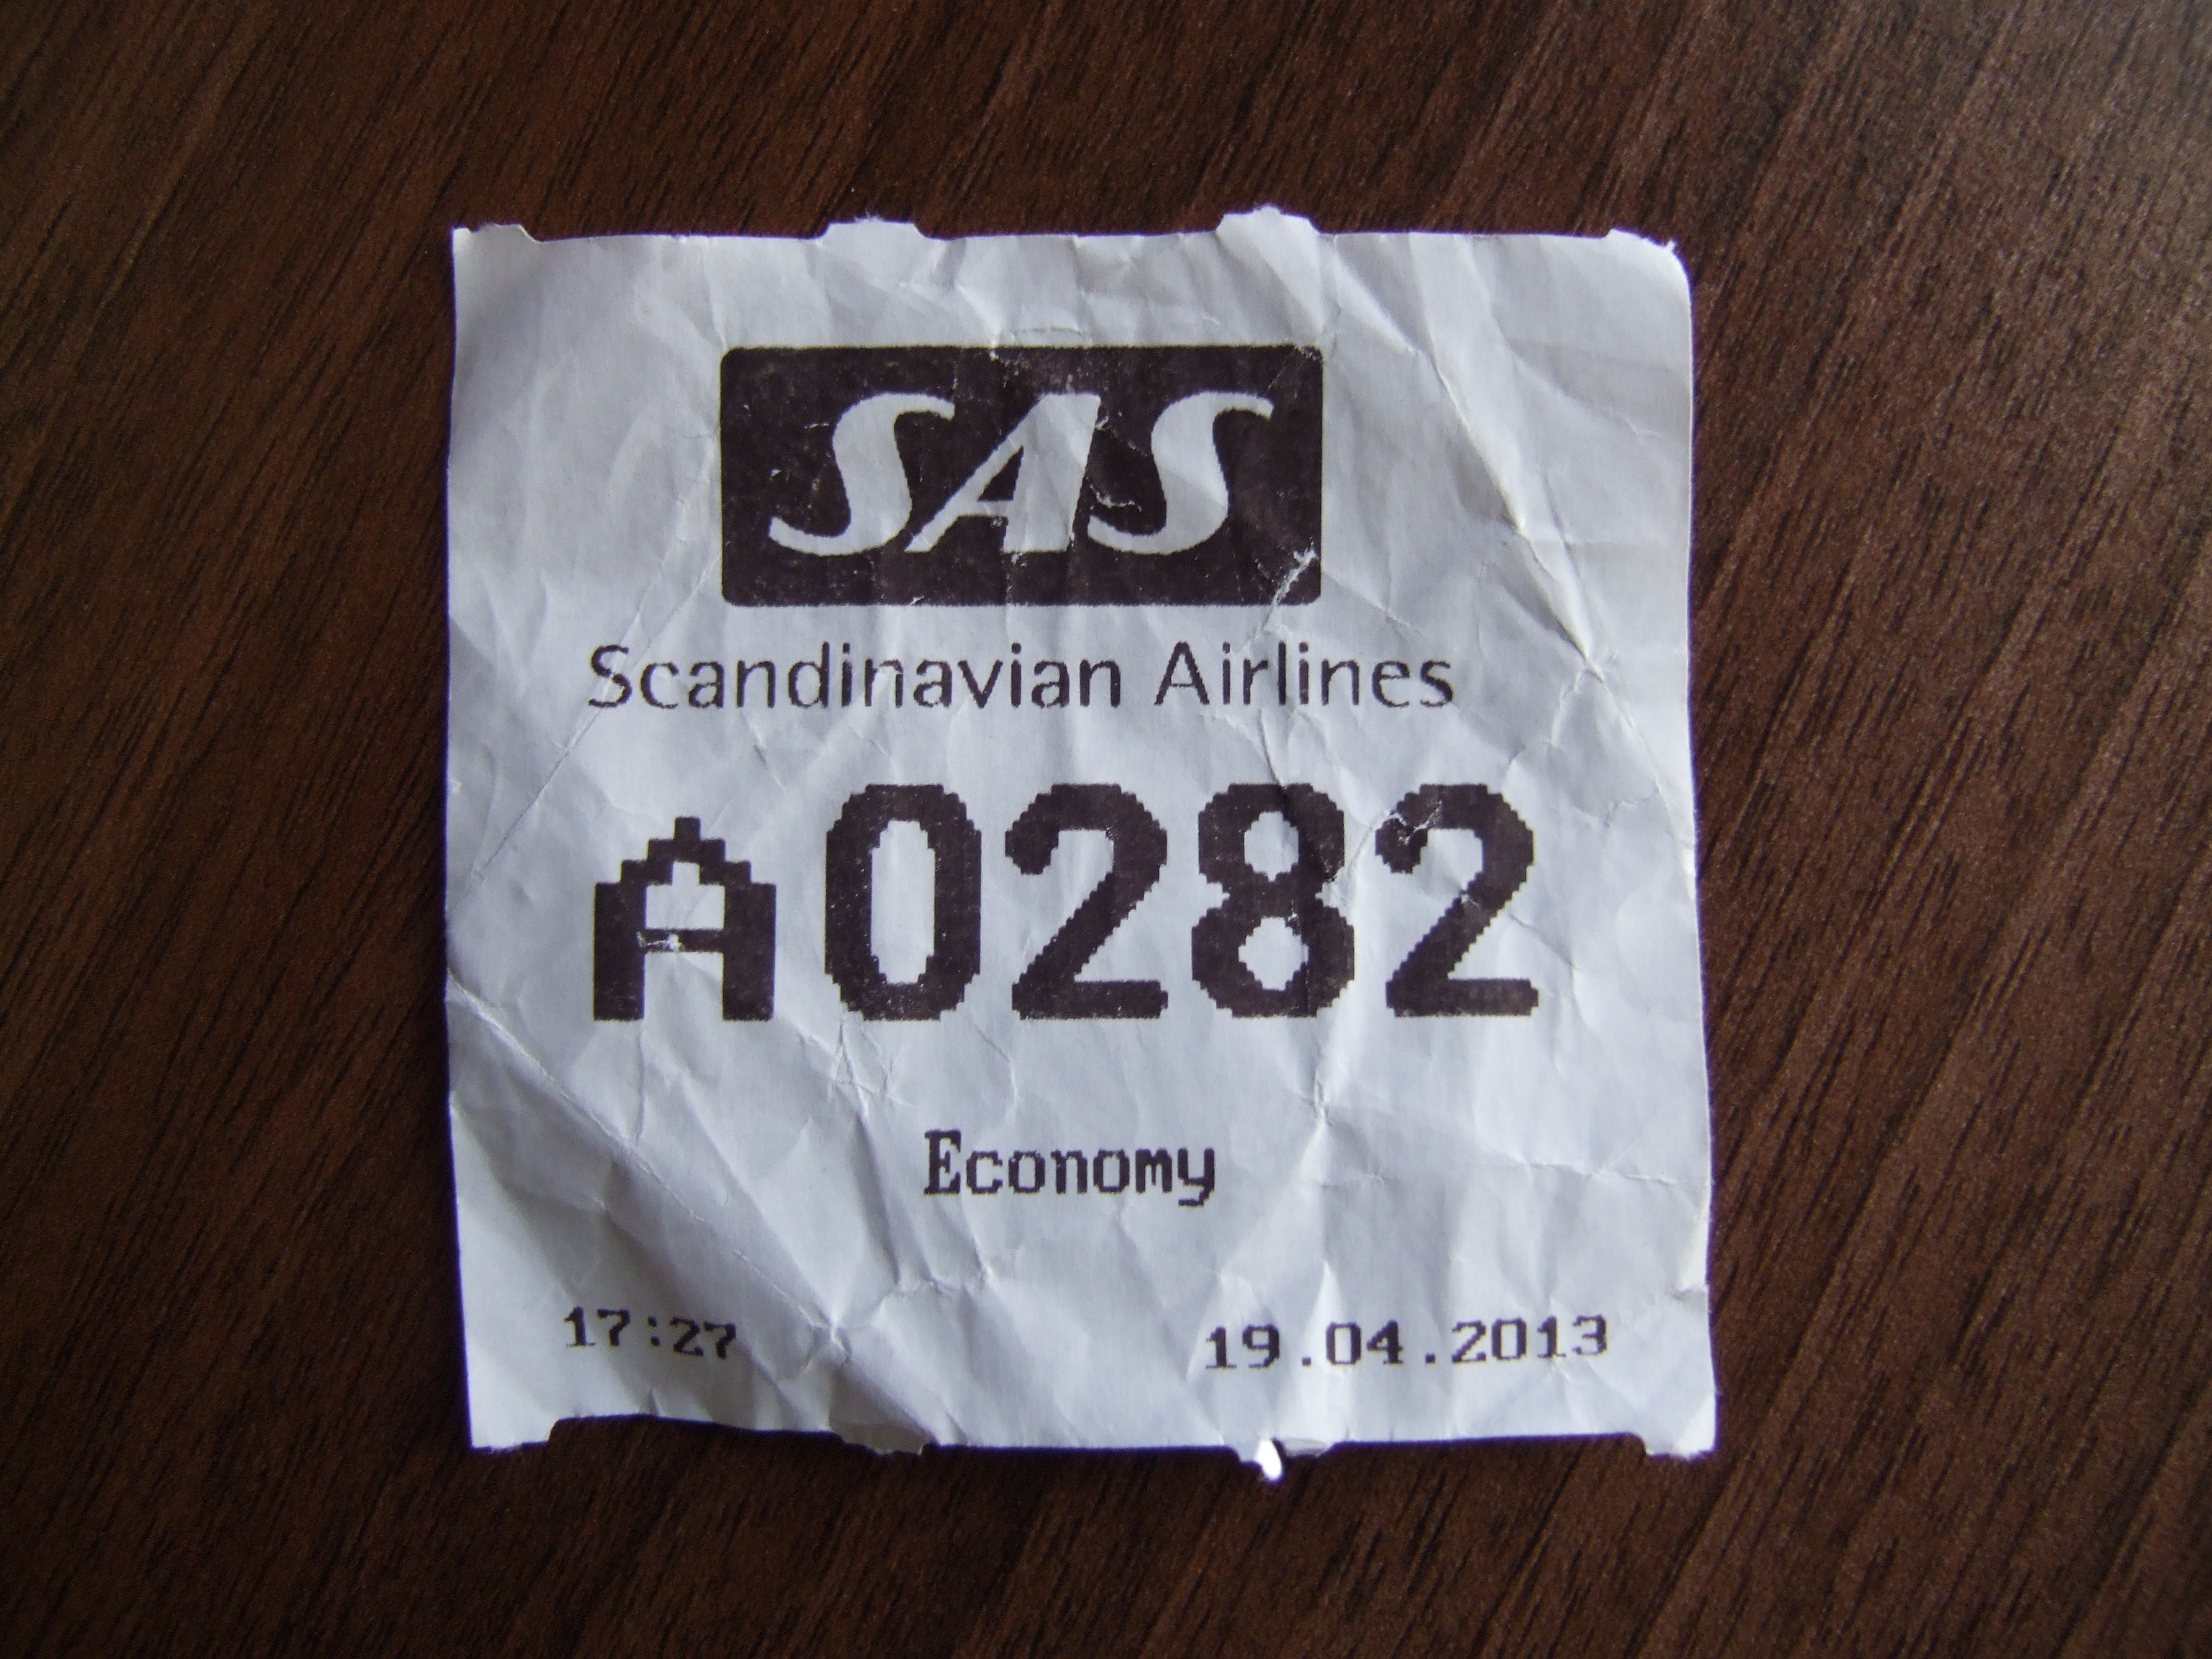 SAS
Scandinavian Airlines
A0282
Economy
17:27 19.04.2013